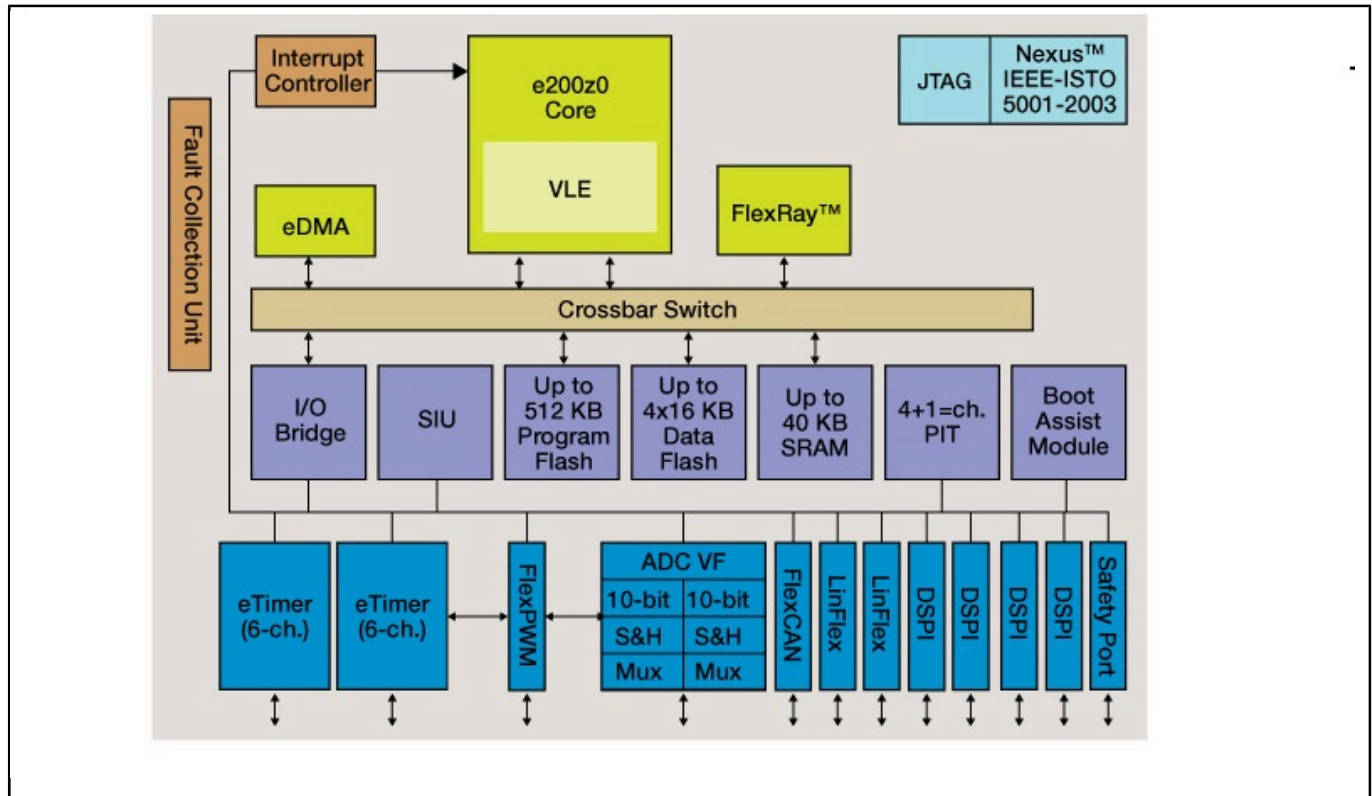 Interrupt
Controller
e200z0
Core
VLE
JTAG
Nexus™
IEEE-ISTO
5001-2003
Fault Collection Unit
eDMA
FlexRay™
Crossbar Switch
I/O
Bridge
SIU
Up to
512 KB
Program
Flash
Up to
4x16 KB
Data
Flash
Up to
40 KB
SRAM
4+1=ch.
PIT
Boot
Assist
Module
eTimer
(6-ch.)
eTimer
(6-ch.)
FlexPWM
ADC VF
10-bit 10-bit
S&H S&H
Mux Mux
FlexCAN
LinFlex
LinFlex
DSPI
DSPI
DSPI
DSPI
Safety Port